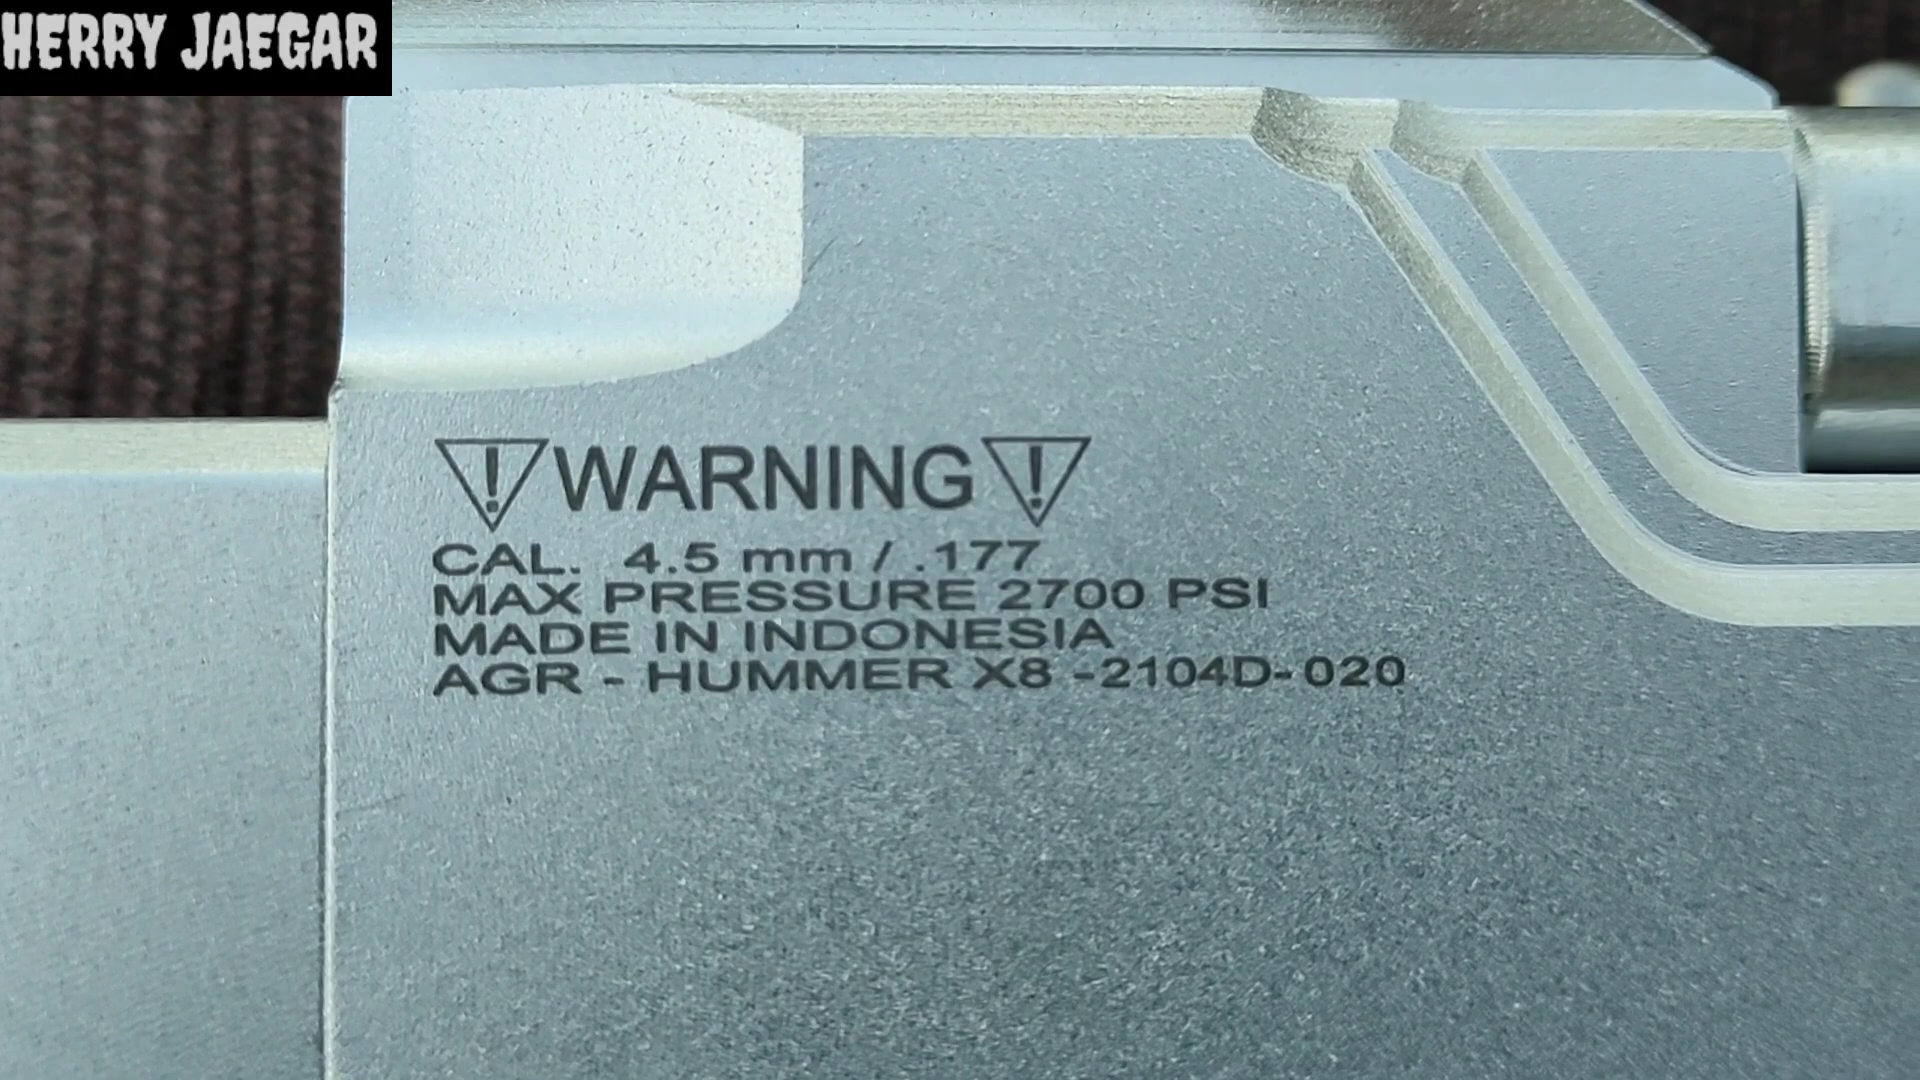 HERRY JAEGAR
WARNING
CAL. 4.5 mm / .177
MAX PRESSURE 2700 PSI
MADE IN INDONESIA
AGR - HUMMER X8 -2104D-020